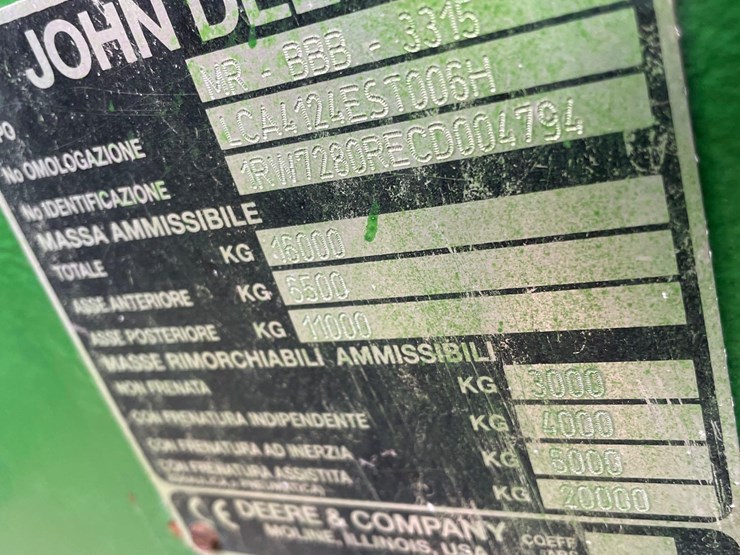 JOHN DEE
PO MR - BBB - 3315
No OMOLOGAZIONE LCA4124EST006H
No IDENTIFICAZIONE 1RW7280RECD004794
MASSA AMMISSIBILE
TOTALE KG 16000
ASSE ANTERIORE KG 6500
ASSE POSTERIORE KG 11000
MASSE RIMORCHIABILI AMMISSIBILI
NON FRENATA KG 3000
CON FRENATURA INDIPENDENTE KG 4000
CON FRENATURA AD INERZIA KG 6000
CON FRENATURA ASSISTITA KG 20000
CE DEERE & COMPANY COEFF
MOLINE, ILLINOIS, USA